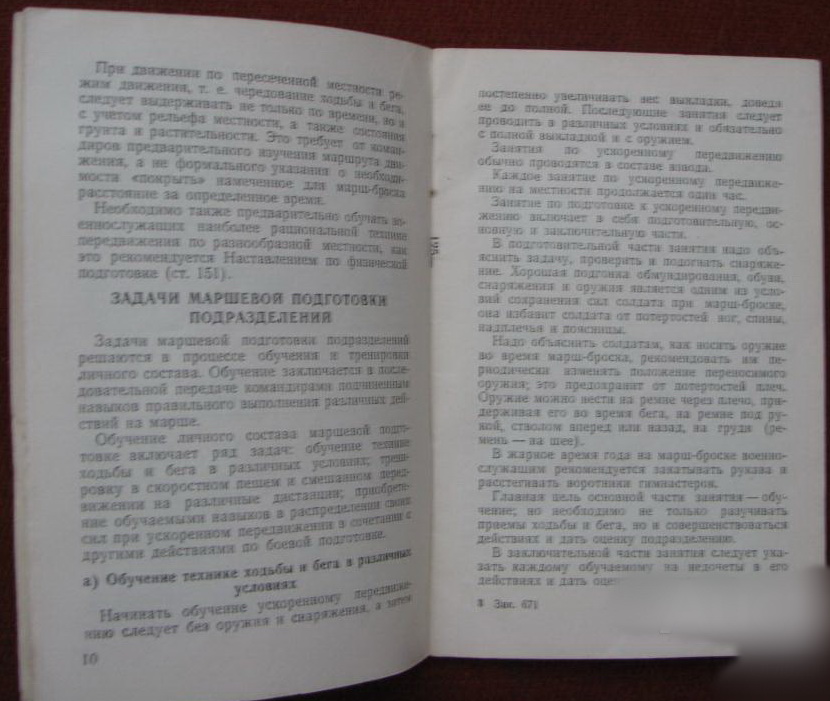 При движении по пересеченной местности ре-
жим движения, т. е. чередование ходьбы и бега,
следует выдерживать не только по времени, но и
с учетом рельефа местности, а также состояния
грунта и растительности. Это требует от коман-
диров предварительного изучения маршрута дви-
жения, а не формального указания о необходи-
мости «покрыть» намеченное для марш-броска
расстояние за определенное время.
Необходимо также предварительно обучать во-
еннослужащих наиболее рациональной технике
передвижения по разнообразной местности, как
это рекомендуется Наставлением по физической
подготовке (ст. 151).
ЗАДАЧИ МАРШЕВОЙ ПОДГОТОВКИ
ПОДРАЗДЕЛЕНИЙ
Задачи маршевой подготовки подразделений
решаются в процессе обучения и тренировки
личного состава. Обучение заключается в после-
довательной передаче командирами подчиненным
навыков правильного выполнения различных дей-
ствий на марше.
Обучение личного состава маршевой подго-
товке включает ряд задач: обучение технике
ходьбы и бега в различных условиях; трени-
ровку в скоростном пешем и смешанном перед-
вижении на различные дистанции; приобрете-
ние обучаемыми навыков в распределении своих
сил при ускоренном передвижении в сочетании с
другими действиями по боевой подготовке.
а) Обучение технике ходьбы и бега в различных
условиях
Начинать обучение ускоренному передвиже-
нию следует без оружия и снаряжения, а затем
10
постепенно увеличивать вес выкладки, доведя
ее до полной. Последующие занятия следует
проводить в различных условиях и обязательно
с полной выкладкой и с оружием.
Занятия по ускоренному передвижению
обычно проводятся в составе взвода.
Каждое занятие по ускоренному передвиже-
нию на местности продолжается один час.
Занятие по подготовке к ускоренному передви-
жению включает в себя подготовительную, ос-
новную и заключительную части.
В подготовительной части занятия надо объ-
яснить задачу, проверить и подогнать снаряже-
ние. Хорошая подгонка обмундирования, обуви,
снаряжения и оружия является одним из усло-
вий сохранения сил солдата при марш-броске,
она избавит солдата от потертостей ног, спины,
надплечья и поясницы.
Надо объяснить солдатам, как носить оружие
во время марш-броска, рекомендовать им пе-
риодически изменять положение переносимого
оружия; это предохранит от потертостей плеч.
Оружие можно нести на ремне через плечо, при-
держивая его во время бега, на ремне под ру-
кой, стволом вперед или назад, на груди (ре-
мень — на шее).
В жаркое время года на марш-броске военно-
служащим рекомендуется закатывать рукава и
расстегивать воротники гимнастерок.
Главная цель основной части занятия — обу-
чение; но необходимо не только разучивать
приемы ходьбы и бега, но и совершенствоваться
действиях и дать оценку подразделению.
В заключительной части занятия следует ука-
зать каждому обучаемому на недочеты в его
действиях и дать оцен
Зак. 671